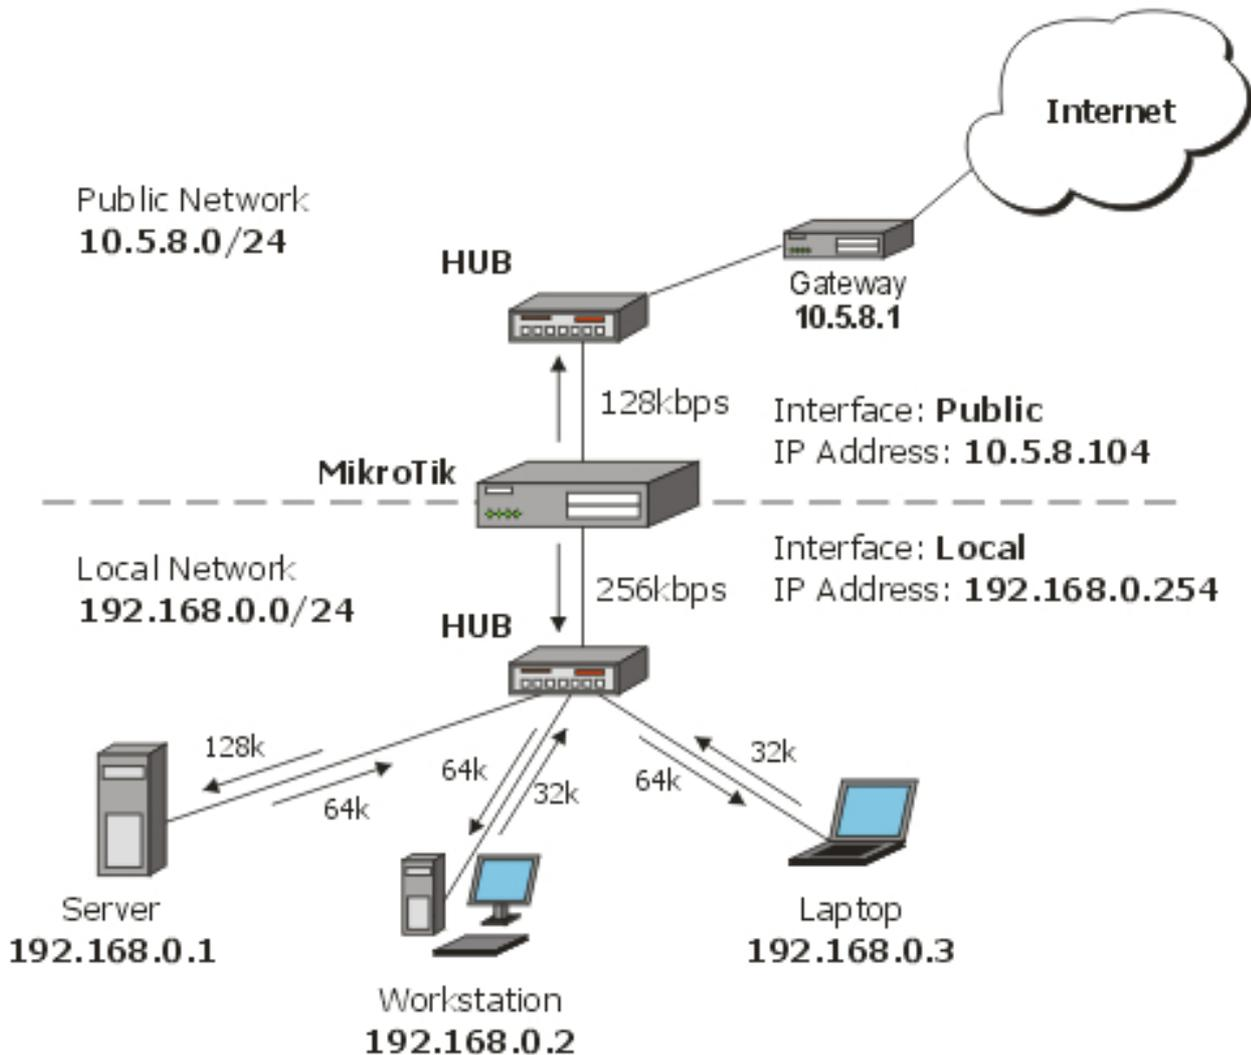 Internet
Public Network
10.5.8.0/24
HUB
Gateway
10.5.8.1
128kbps
Interface: Public
IP Address: 10.5.8.104
MikroTik
Local Network
192.168.0.0/24
256kbps
Interface: Local
IP Address: 192.168.0.254
HUB
128k
64k
64k
32k
64k
32k
Server
192.168.0.1
Workstation
192.168.0.2
Laptop
192.168.0.3